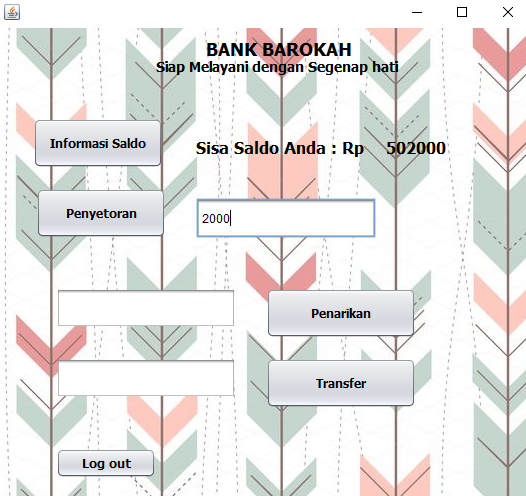 BANK BAROKAH
Siap Melayani dengan Segenap hati
Informasi Saldo
Sisa Saldo Anda : Rp 502000
Penyetoran
2000
Penarikan
Transfer
Log out